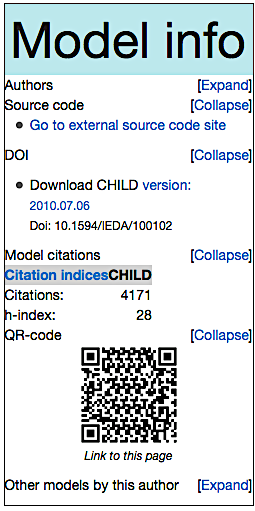 Model info
Authors [Expand]
Source code [Collapse]
Go to external source code site
DOI [Collapse]
Download CHILD version:
2010.07.06
Doi: 10.1594/IEDA/100102
Model citations [Collapse]
Citation indicesCHILD
Citations: 4171
h-index: 28
QR-code [Collapse]
Link to this page
Other models by this author [Expand]